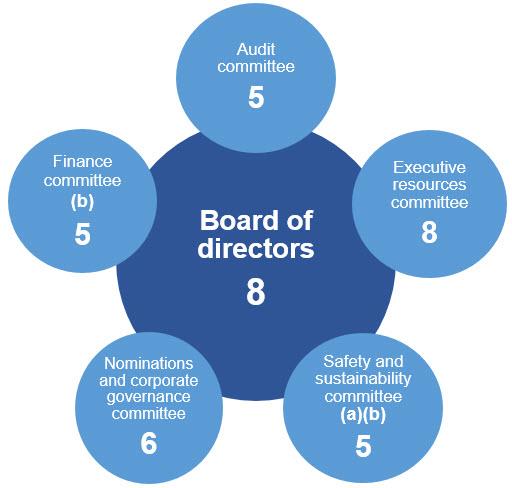 Audit
committee
5
Finance
committee
(b)
5
Executive
resources
committee
8
Board of
directors
8
Nominations
and corporate
governance
committee
6
Safety and
sustainability
committee
(a)(b)
5